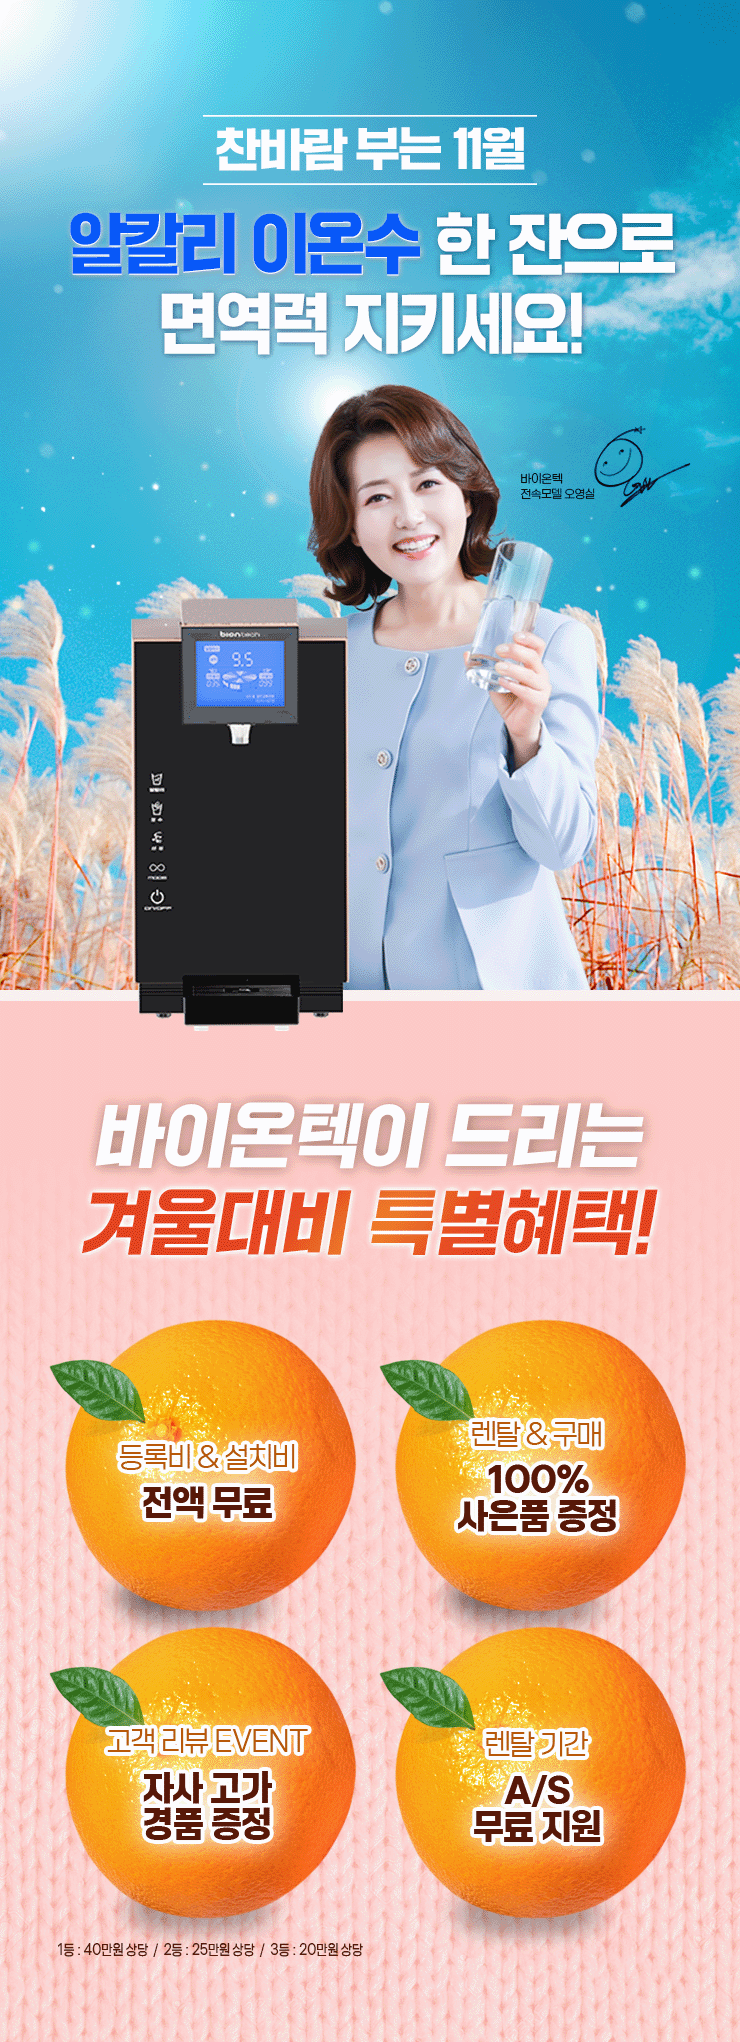 찬바람 부는 11월
알칼리 이온수 한 잔으로
면역력 지키세요!
바이온텍
전속모델 오영실
biontech
9.5
MODE
ON/OFF
바이온텍이 드리는
겨울대비 특별혜택!
등록비 & 설치비
전액 무료
렌탈 & 구매
100%
사은품 증정
고객 리뷰 EVENT
자사 고가
경품 증정
렌탈 기간
A/S
무료 지원
1등 : 40만원 상당 / 2등 : 25만원 상당 / 3등 : 20만원 상당